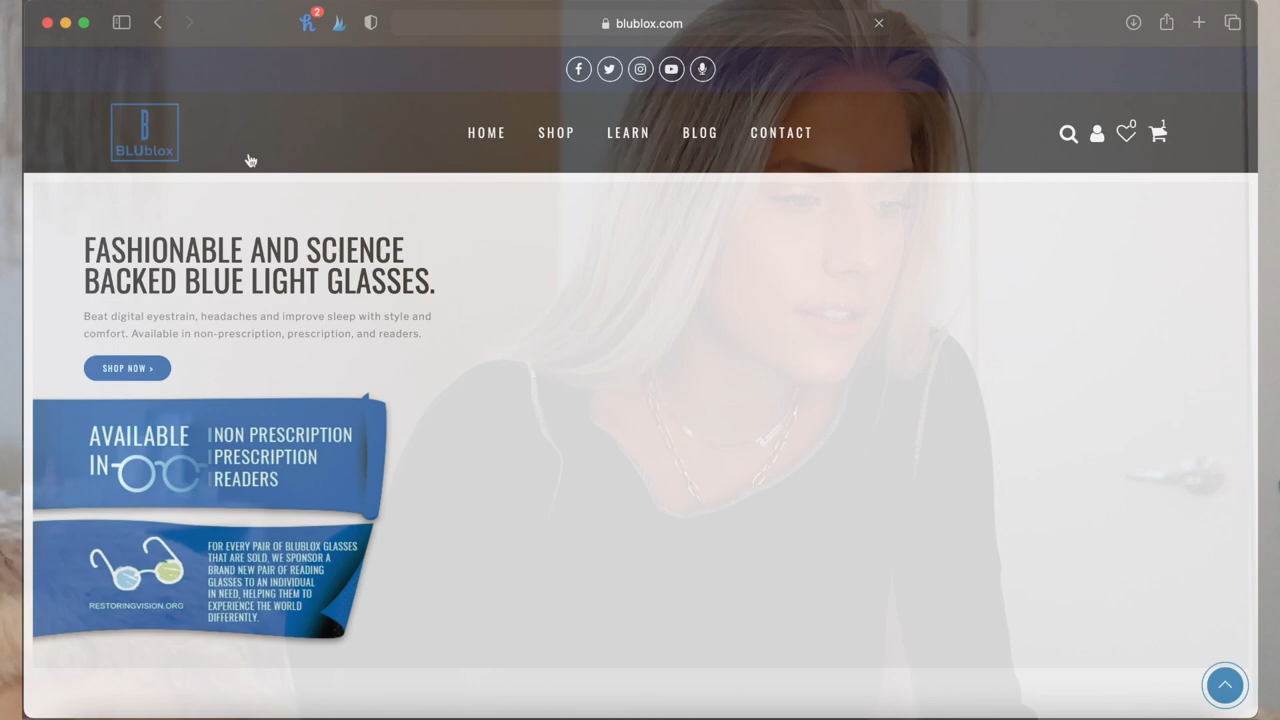 2
blublox.com
B
BLUblox
HOME SHOP LEARN BLOG CONTACT
0
1
FASHIONABLE AND SCIENCE
BACKED BLUE LIGHT GLASSES.
Beat digital eyestrain, headaches and improve sleep with style and
comfort. Available in non-prescription, prescription, and readers.
SHOP NOW >
AVAILABLE
IN
NON PRESCRIPTION
PRESCRIPTION
READERS
RESTORINGVISION.ORG
FOR EVERY PAIR OF BLUBLOX GLASSES
THAT ARE SOLD, WE SPONSOR A
BRAND NEW PAIR OF READING
GLASSES TO AN INDIVIDUAL
IN NEED, HELPING THEM TO
EXPERIENCE THE WORLD
DIFFERENTLY.